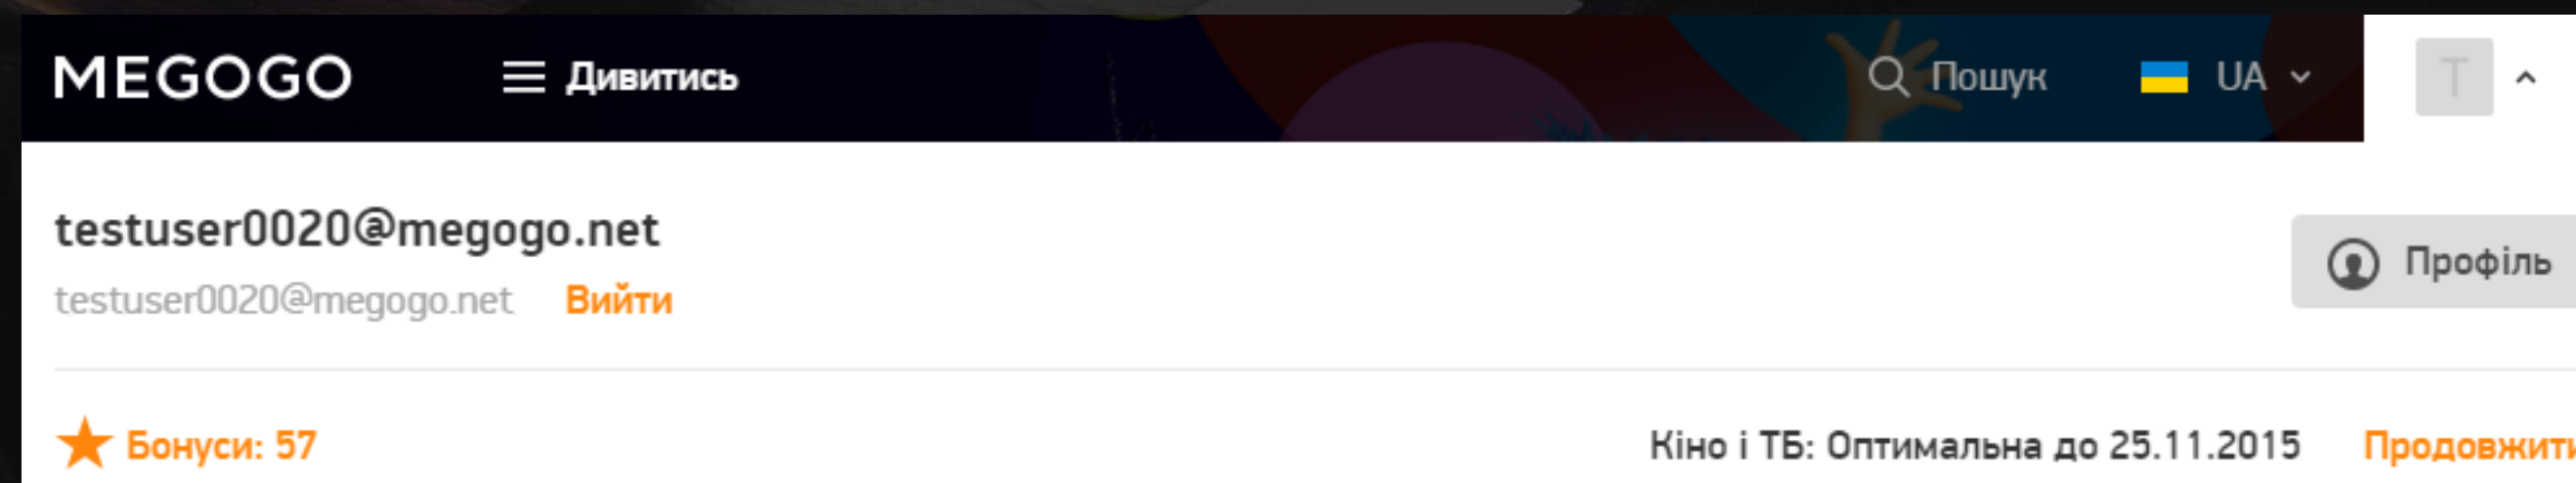 MEGOGO Дивитись Пошук UA T
testuser0020@megogo.net
testuser0020@megogo.net Вийти
Профіль
Бонуси: 57 Кіно і ТБ: Оптимальна до 25.11.2015 Продовжити